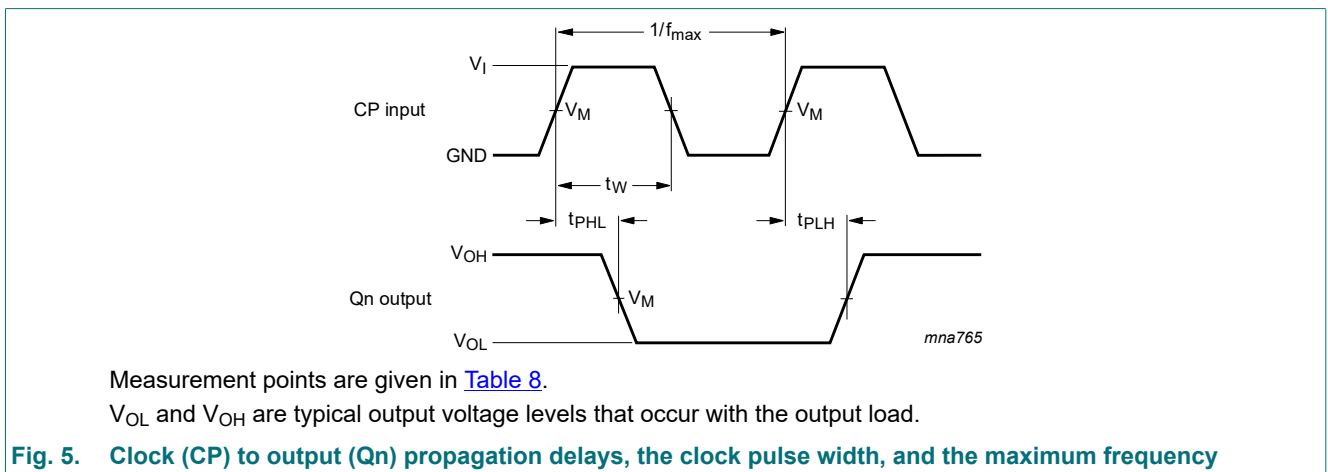 1/fmax
VI
CP input
VM
VM
GND
tW
tPHL
tPLH
VOH
Qn output
VM
VOL
mna765
Measurement points are given in Table 8.
VOL and VOH are typical output voltage levels that occur with the output load.
Fig. 5. Clock (CP) to output (Qn) propagation delays, the clock pulse width, and the maximum frequency